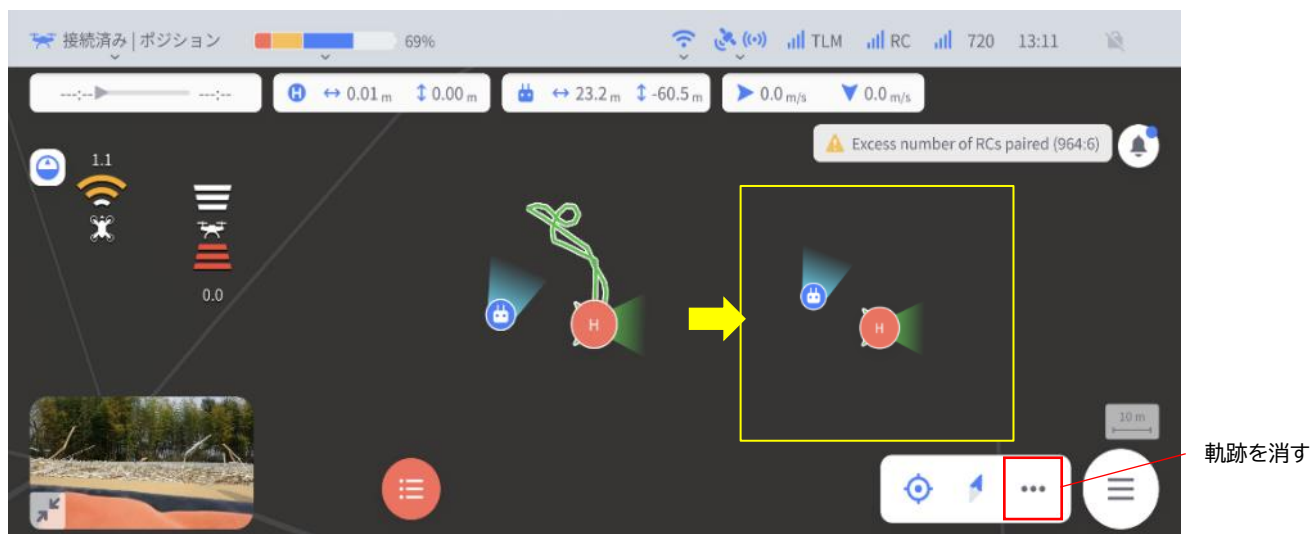 接続済み | ポジション 69% TLM RC 720 13:11
---:-- ---:-- H ↔ 0.01 m ↕ 0.00 m ↔ 23.2 m ↕ -60.5 m 0.0 m/s 0.0 m/s
Excess number of RCs paired (964:6)
1.1
0.0
H
H
10 m
軌跡を消す